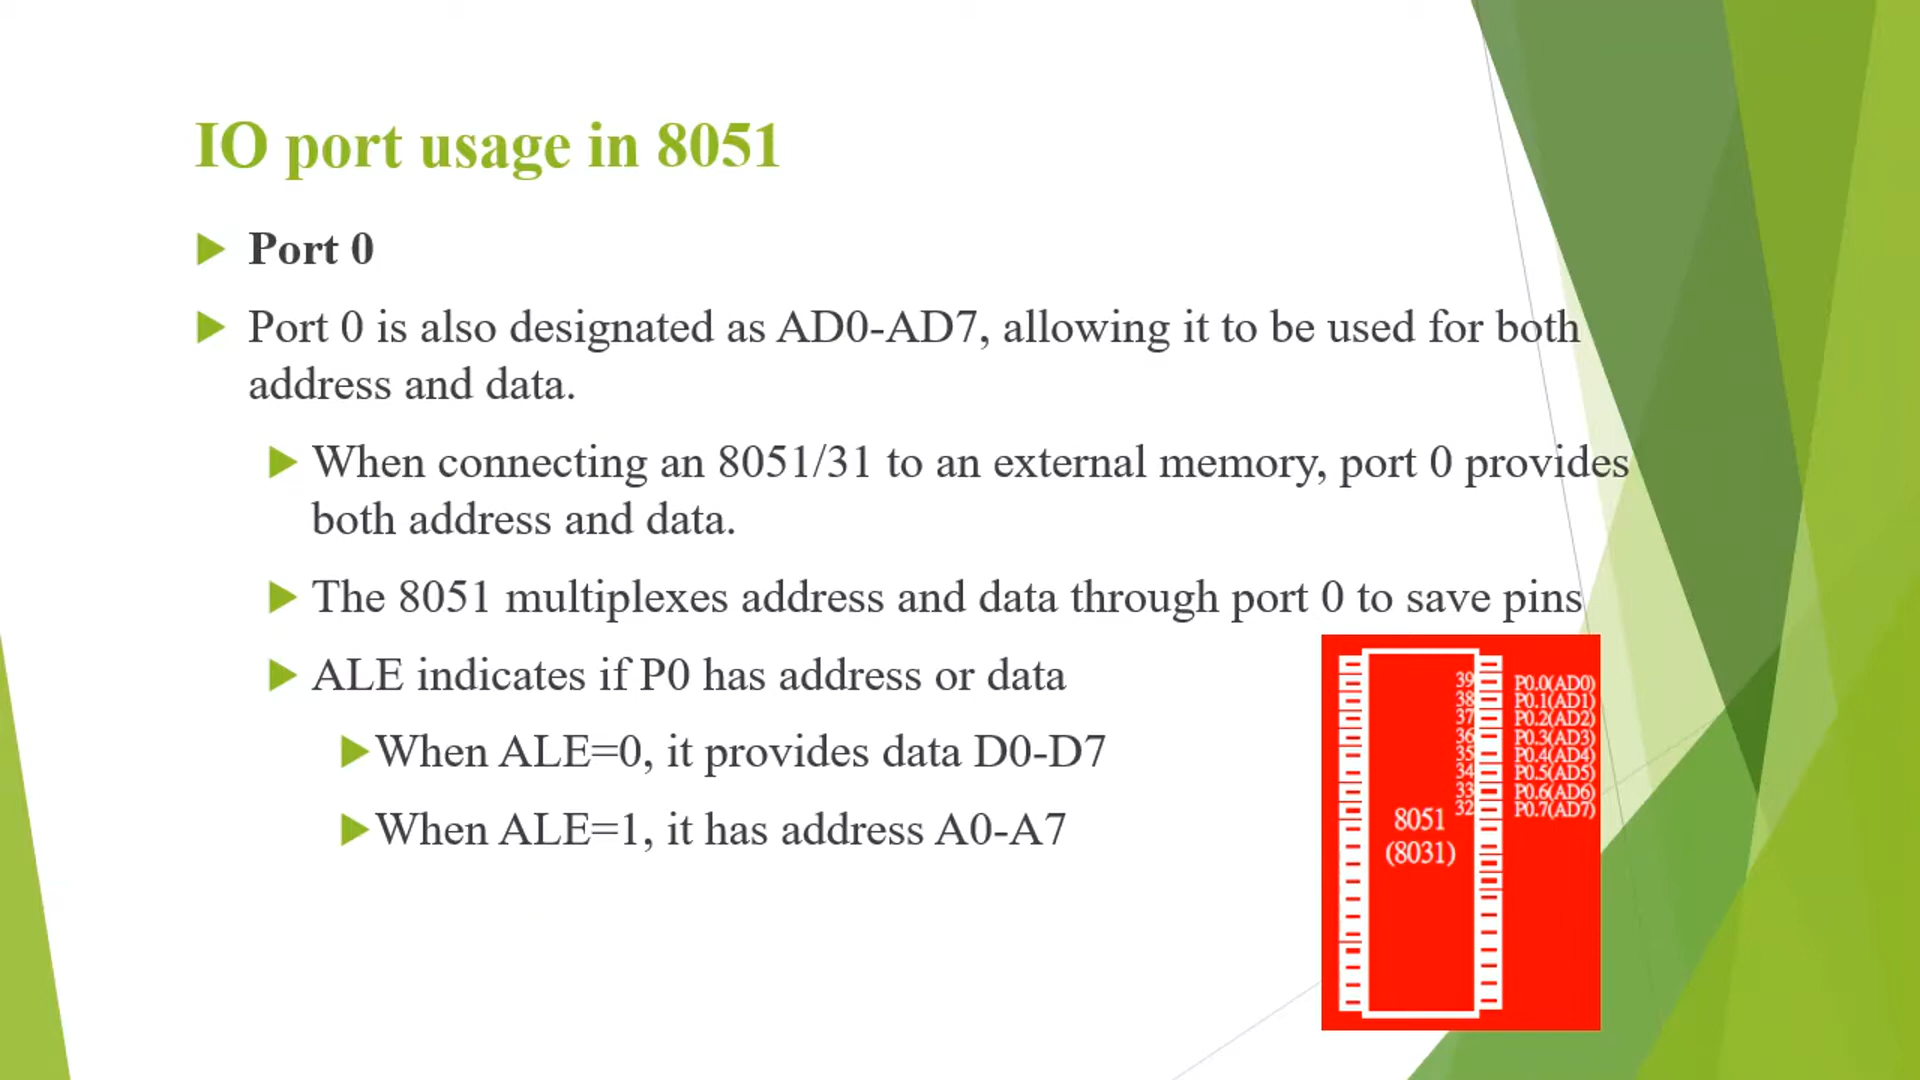 IO port usage in 8051
Port 0
Port 0 is also designated as AD0-AD7, allowing it to be used for both
address and data.
When connecting an 8051/31 to an external memory, port 0 provides
both address and data.
The 8051 multiplexes address and data through port 0 to save pins
ALE indicates if P0 has address or data
When ALE=0, it provides data D0-D7
When ALE=1, it has address A0-A7
39 P0.0(AD0)
38 P0.1(AD1)
37 P0.2(AD2)
36 P0.3(AD3)
35 P0.4(AD4)
34 P0.5(AD5)
33 P0.6(AD6)
32 P0.7(AD7)
8051
(8031)